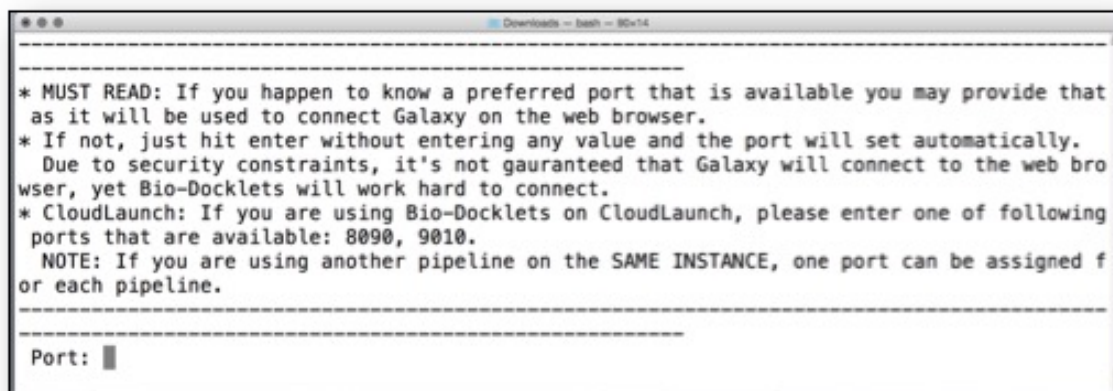 Downloads — bash — 80×14
--------------------------------------------------------------------------------
-------------------------------------------------
* MUST READ: If you happen to know a preferred port that is available you may provide that
as it will be used to connect Galaxy on the web browser.
* If not, just hit enter without entering any value and the port will set automatically.
Due to security constraints, it's not gauranteed that Galaxy will connect to the web bro
wser, yet Bio-Docklets will work hard to connect.
* CloudLaunch: If you are using Bio-Docklets on CloudLaunch, please enter one of following
ports that are available: 8090, 9010.
NOTE: If you are using another pipeline on the SAME INSTANCE, one port can be assigned f
or each pipeline.
--------------------------------------------------------------------------------
-------------------------------------------------
Port: